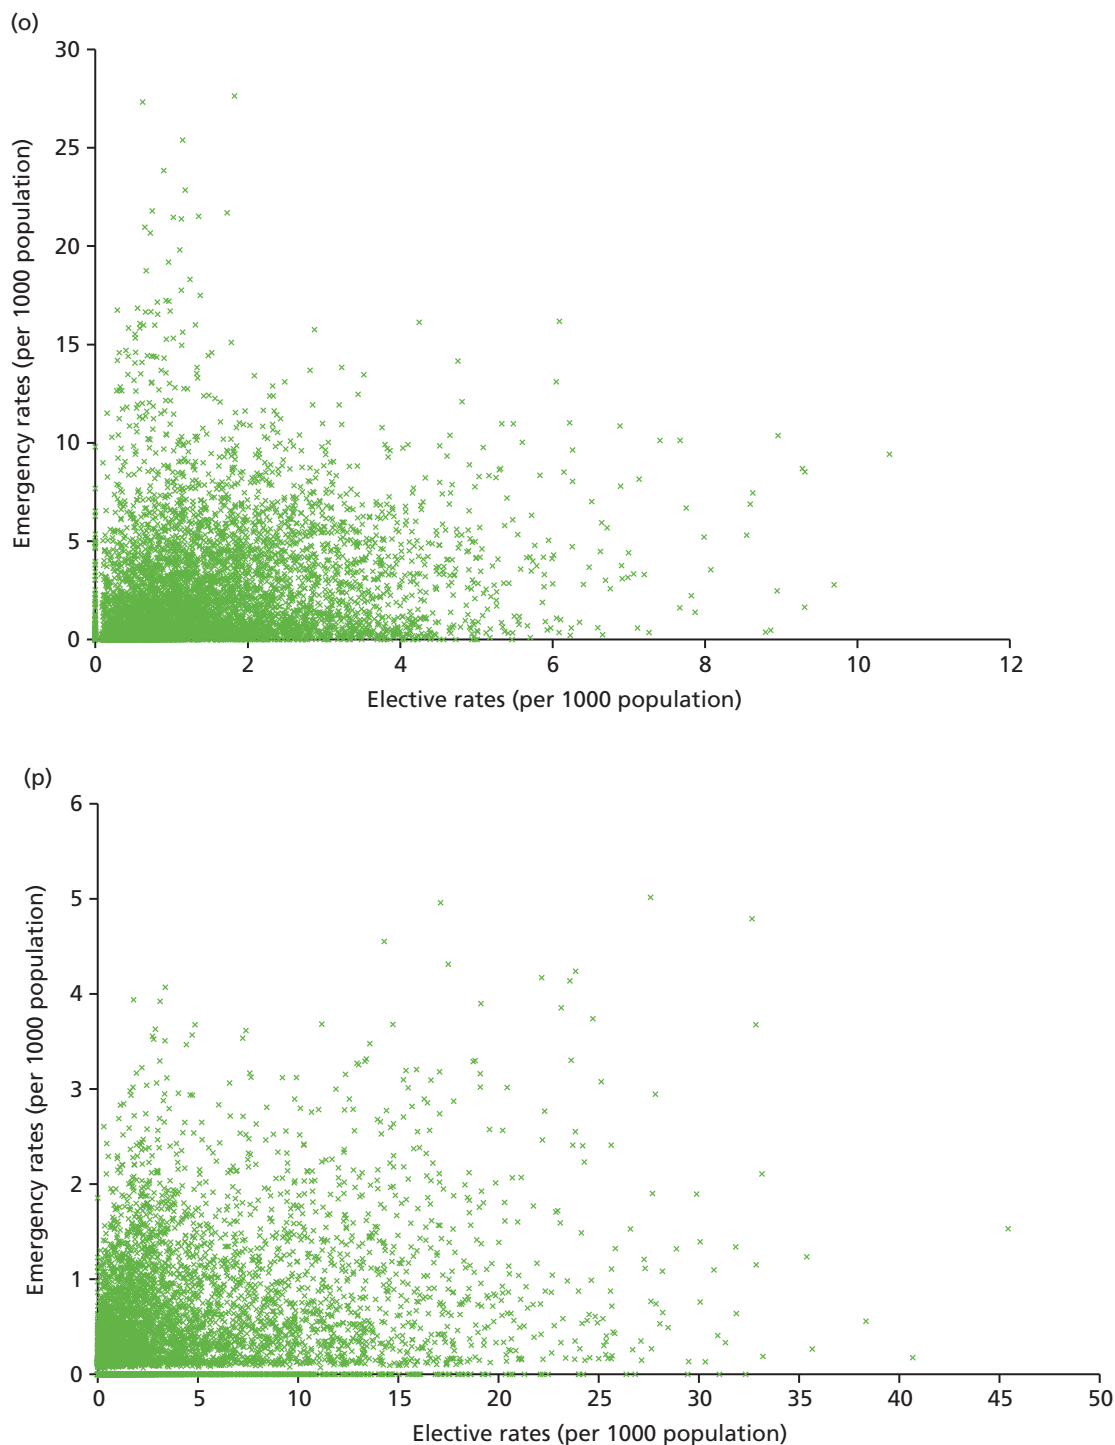 (o)
30
25
20
15
10
5
0
Emergency rates (per 1000 population)
0 2 4 6 8 10 12
Elective rates (per 1000 population)
(p)
6
5
4
3
2
1
0
Emergency rates (per 1000 population)
0 5 10 15 20 25 30 35 40 45 50
Elective rates (per 1000 population)